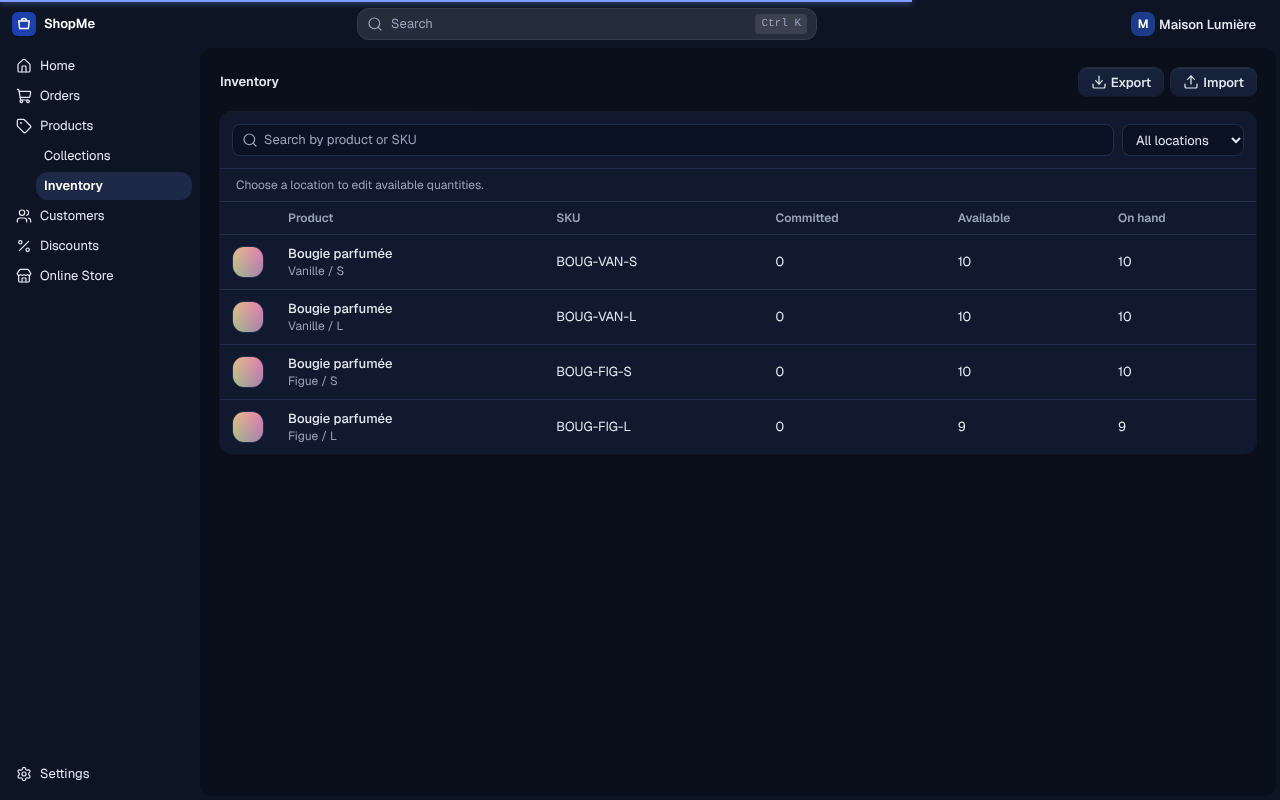 ShopMe
Search
Ctrl K
M
Maison Lumière
Home
Orders
Products
Collections
Inventory
Customers
Discounts
Online Store
Settings
Inventory
Export
Import
Search by product or SKU
All locations
Choose a location to edit available quantities.
Product SKU Committed Available On hand
Bougie parfumée
Vanille / S
BOUG-VAN-S 0 10 10
Bougie parfumée
Vanille / L
BOUG-VAN-L 0 10 10
Bougie parfumée
Figue / S
BOUG-FIG-S 0 10 10
Bougie parfumée
Figue / L
BOUG-FIG-L 0 9 9